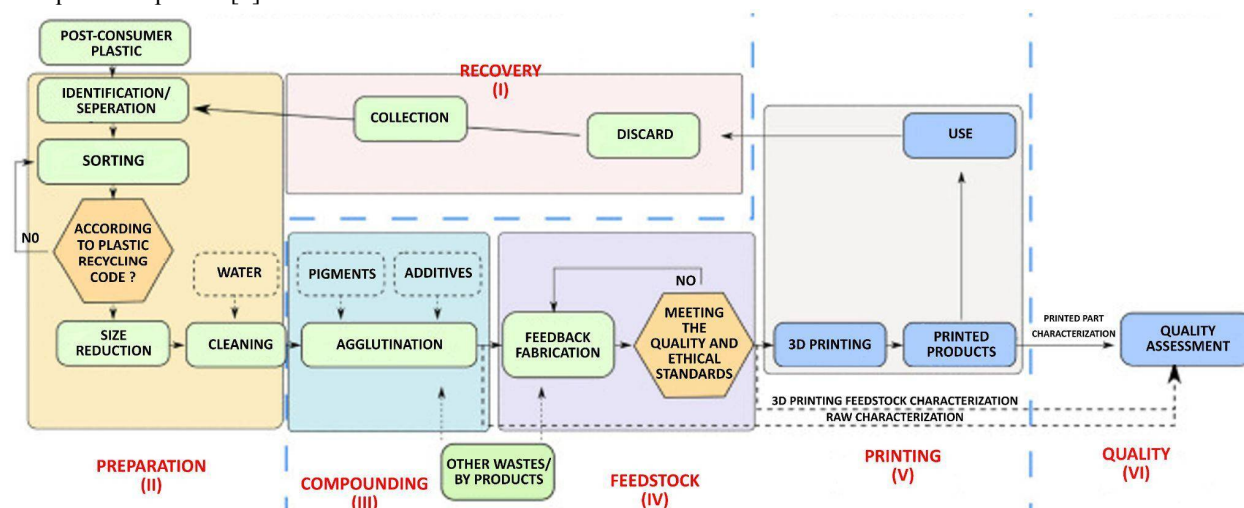 POST-CONSUMER
PLASTIC
RECOVERY
(I)
IDENTIFICATION/
SEPERATION
COLLECTION
DISCARD
USE
SORTING
N0
ACCORDING
TO PLASTIC
RECYCLING
CODE ?
WATER
PIGMENTS
ADDITIVES
NO
SIZE
REDUCTION
CLEANING
AGGLUTINATION
FEEDBACK
FABRICATION
MEETING
THE
QUALITY AND
ETHICAL
STANDARDS
3D PRINTING
PRINTED
PRODUCTS
PRINTED PART
CHARACTERIZATION
QUALITY
ASSESSMENT
3D PRINTING FEEDSTOCK CHARACTERIZATION
RAW CHARACTERIZATION
OTHER WASTES/
BY PRODUCTS
PREPARATION
(II)
COMPOUNDING
(III)
FEEDSTOCK
(IV)
PRINTING
(V)
QUALITY
(VI)